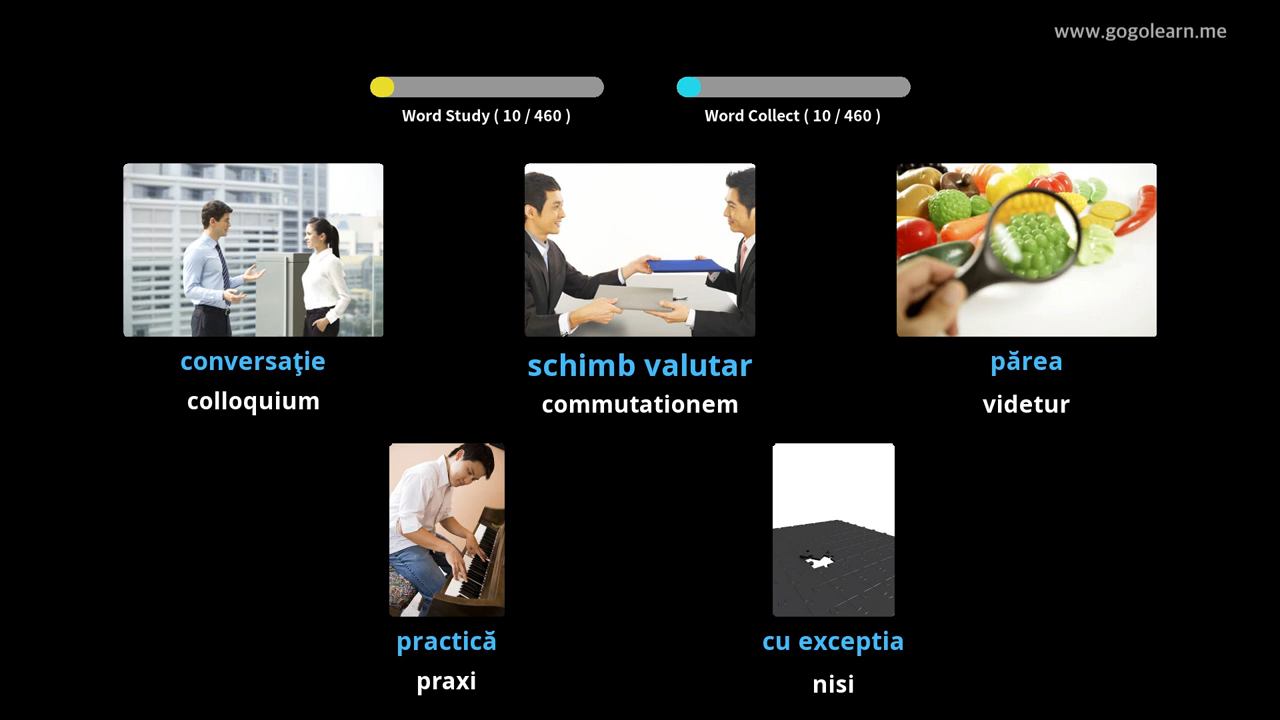 www.gogolearn.me
Word Study ( 10 / 460 )
Word Collect ( 10 / 460 )
conversaţie
colloquium
schimb valutar
commutationem
părea
videtur
practică
praxi
cu exceptia
nisi